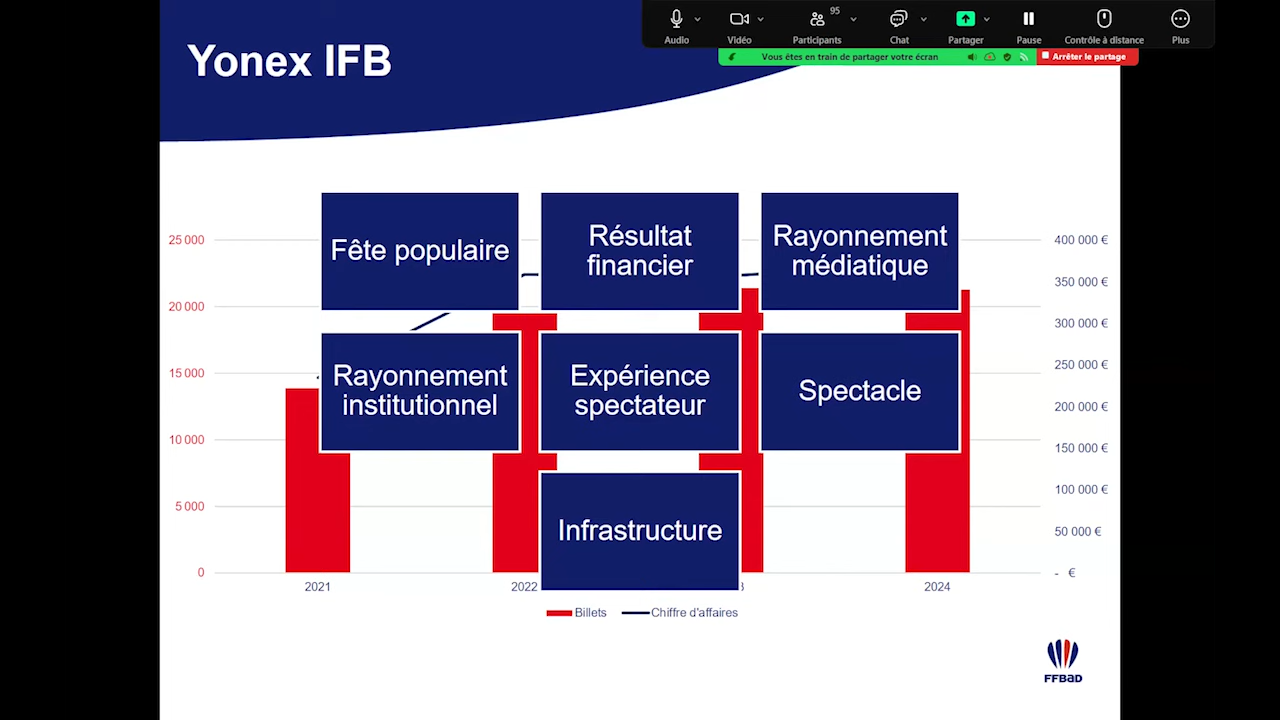 95
Audio
Vidéo
Participants
Chat
Partager
Pause
Contrôle à distance
Plus
Vous êtes en train de partager votre écran
Arrêter le partage
Yonex IFB
Fête populaire
Résultat
financier
Rayonnement
médiatique
Rayonnement
institutionnel
Expérience
spectateur
Spectacle
Infrastructure
25 000
20 000
15 000
10 000
5 000
0
400 000 €
350 000 €
300 000 €
250 000 €
200 000 €
150 000 €
100 000 €
50 000 €
- €
2021
2022
3
2024
Billets
Chiffre d'affaires
FFBaD